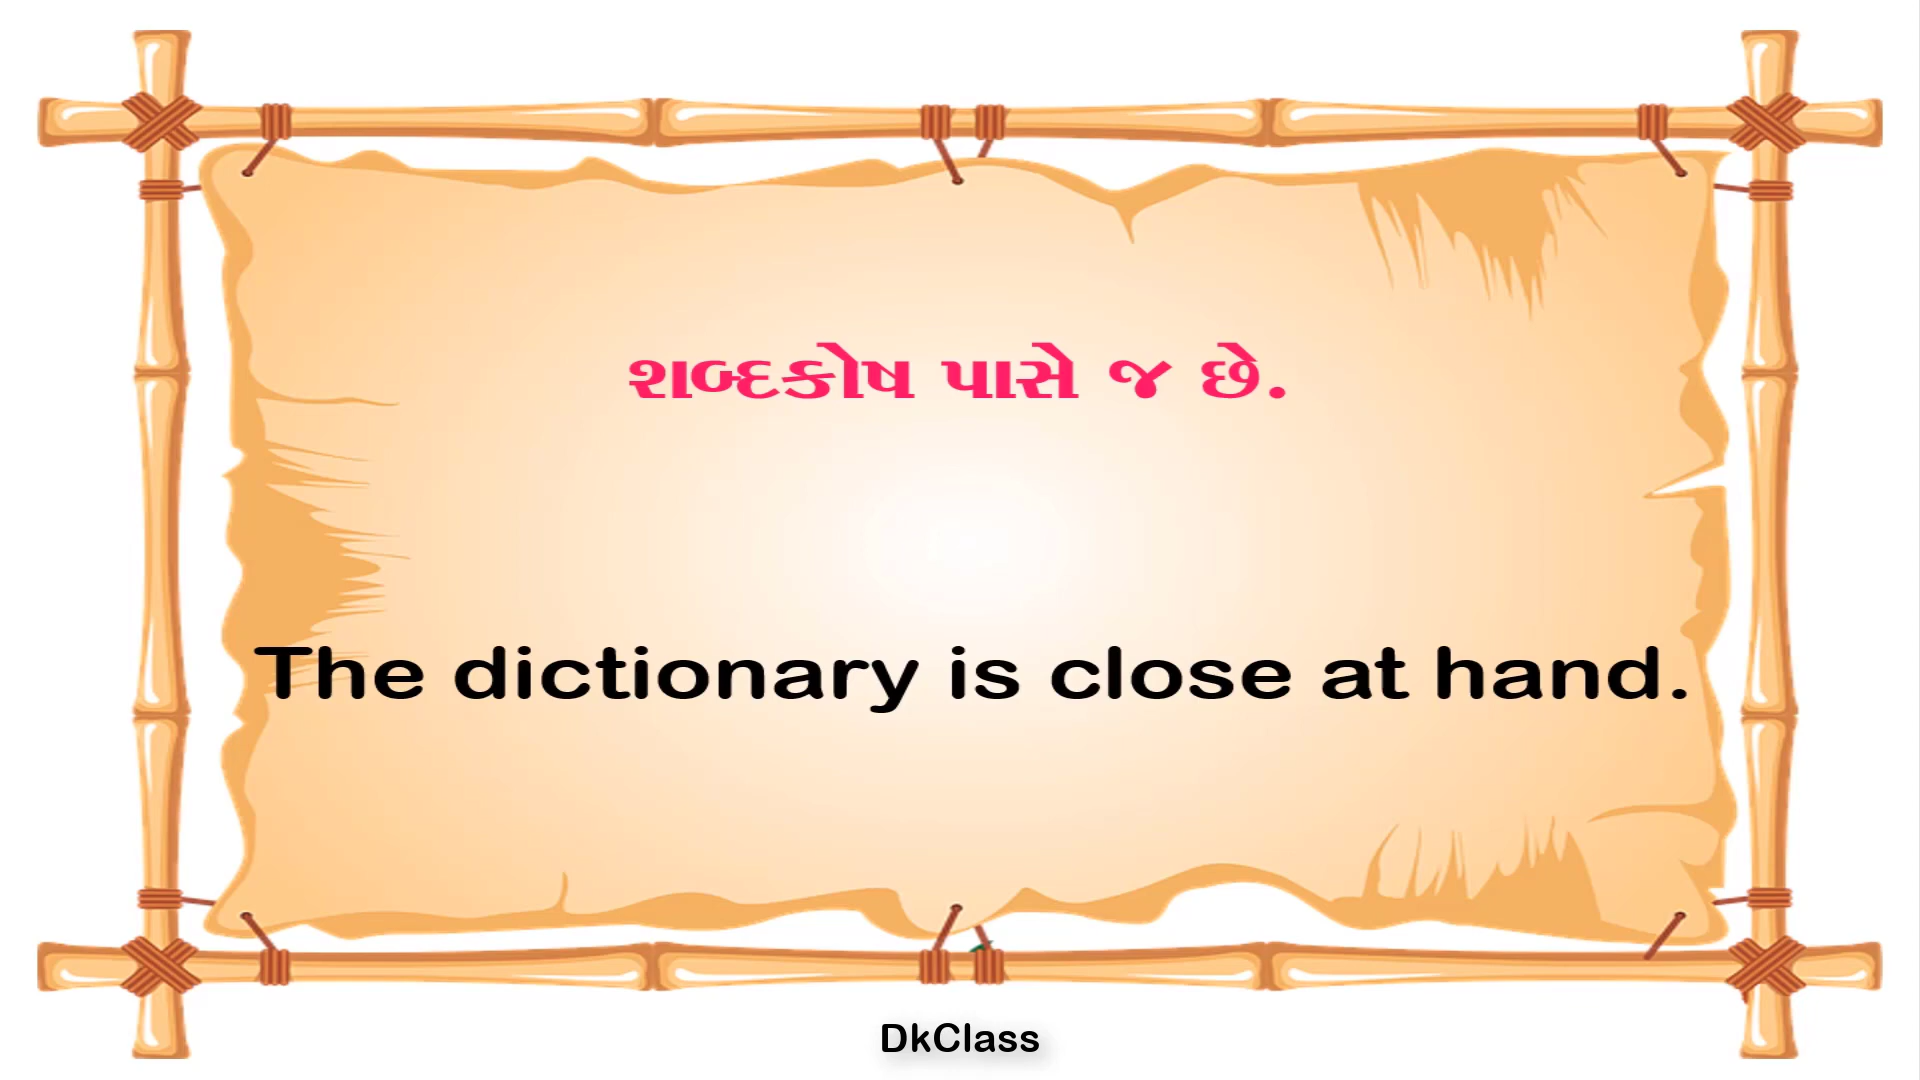 શબ્દકોષ પાસે જ છે.
The dictionary is close at hand.
DkClass